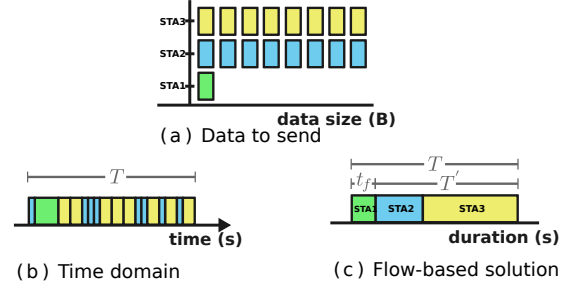 STA3
STA2
STA1
data size (B)
(a) Data to send
T
time (s)
(b) Time domain
T
t_f T'
STA1 STA2 STA3
duration (s)
(c) Flow-based solution